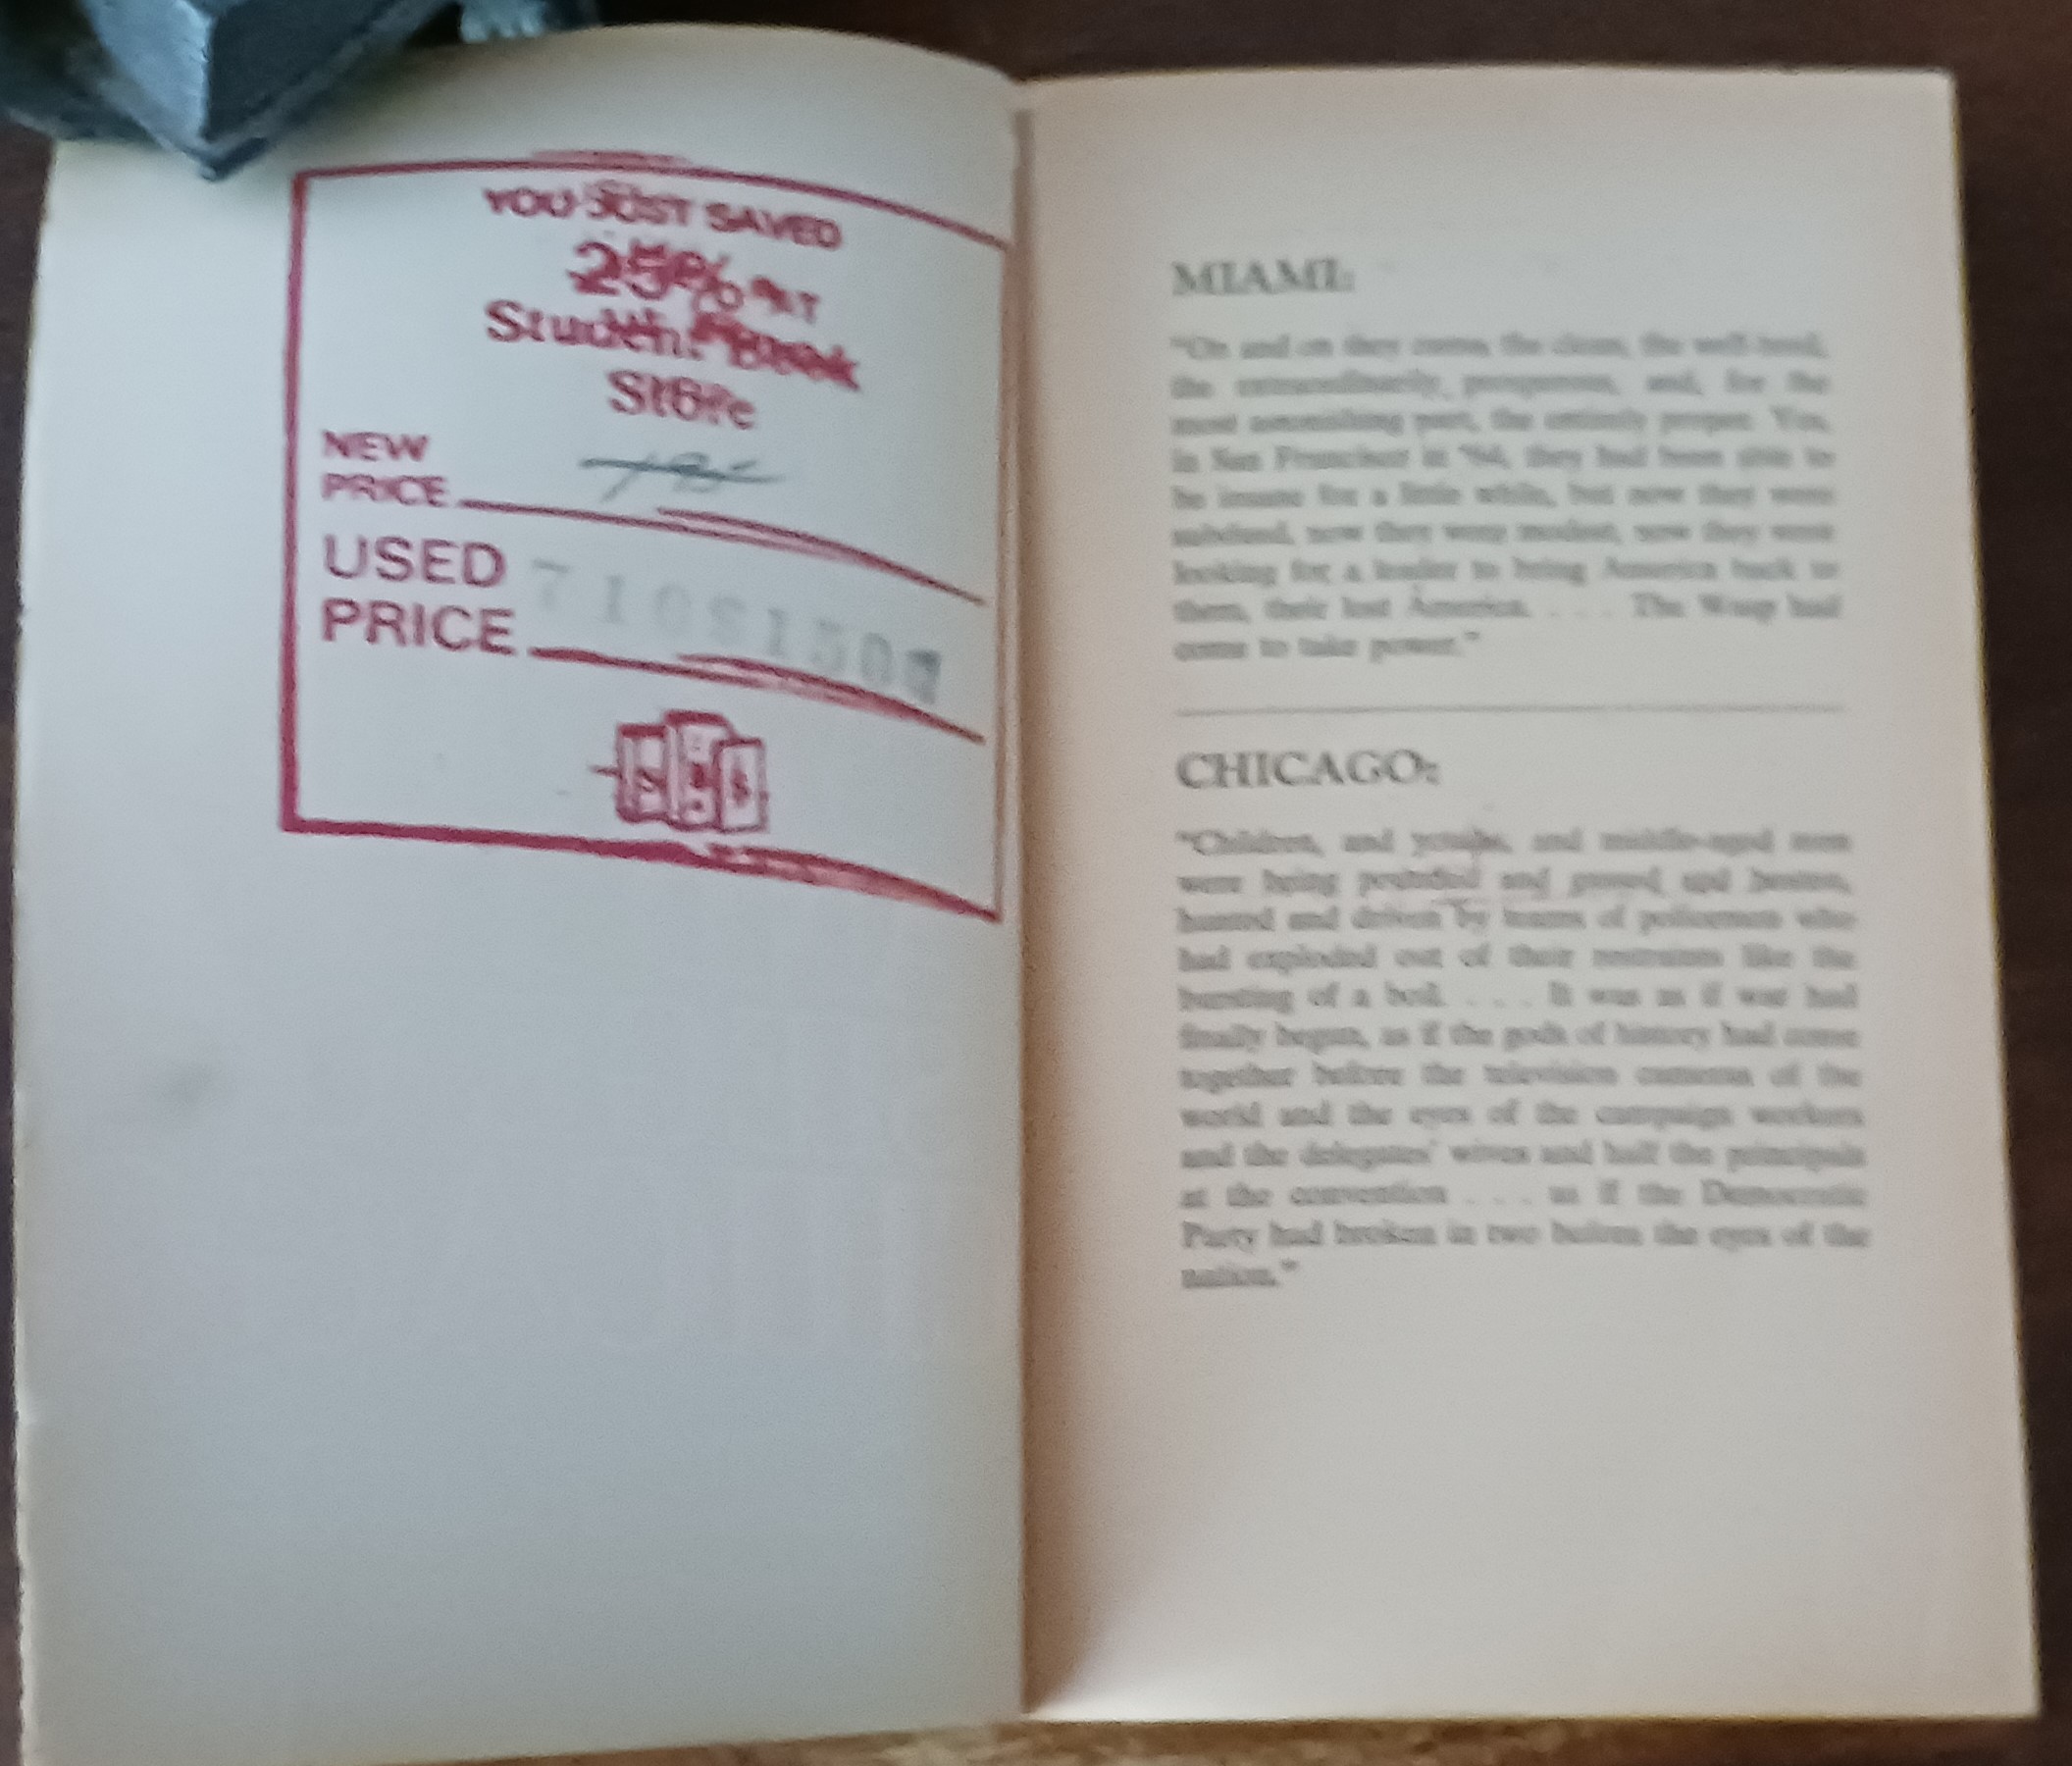 YOU JUST SAVED
25% AT
Student Book
Store
NEW
PRICE
USED
PRICE
MIAMI:
"On and on they come, the clean, the well-bred,
the extraordinarily prosperous, and, for the
most astonishing part, the entirely proper. Yes,
in San Francisco in '64, they had been able to
be insane for a little while, but now they were
subdued, now they were modest, now they were
looking for a leader to bring America back to
them, their lost America. . . . The Wasp had
come to take power."
CHICAGO:
"Children, and youths, and middle-aged men
were being pounded and gassed and beaten,
hunted and driven by teams of policemen who
had exploded out of their restraints like the
bursting of a boil. . . . It was as if war had
finally begun, as if the gods of history had come
together before the television cameras of the
world and the eyes of the campaign workers
and the delegates' wives and half the principals
at the convention . . . as if the Democratic
Party had broken in two before the eyes of the
nation."